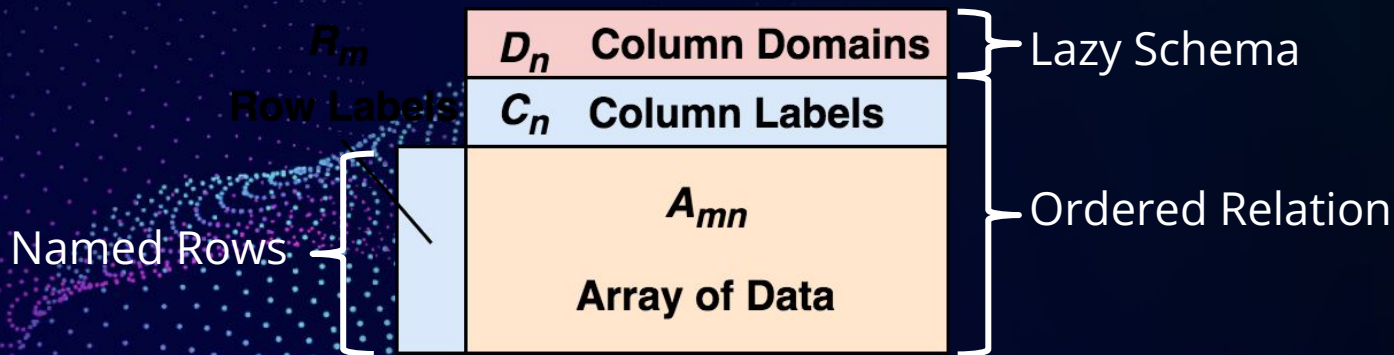 R_m
Row Labels
D_n Column Domains
C_n Column Labels
A_mn
Array of Data
Named Rows
Lazy Schema
Ordered Relation